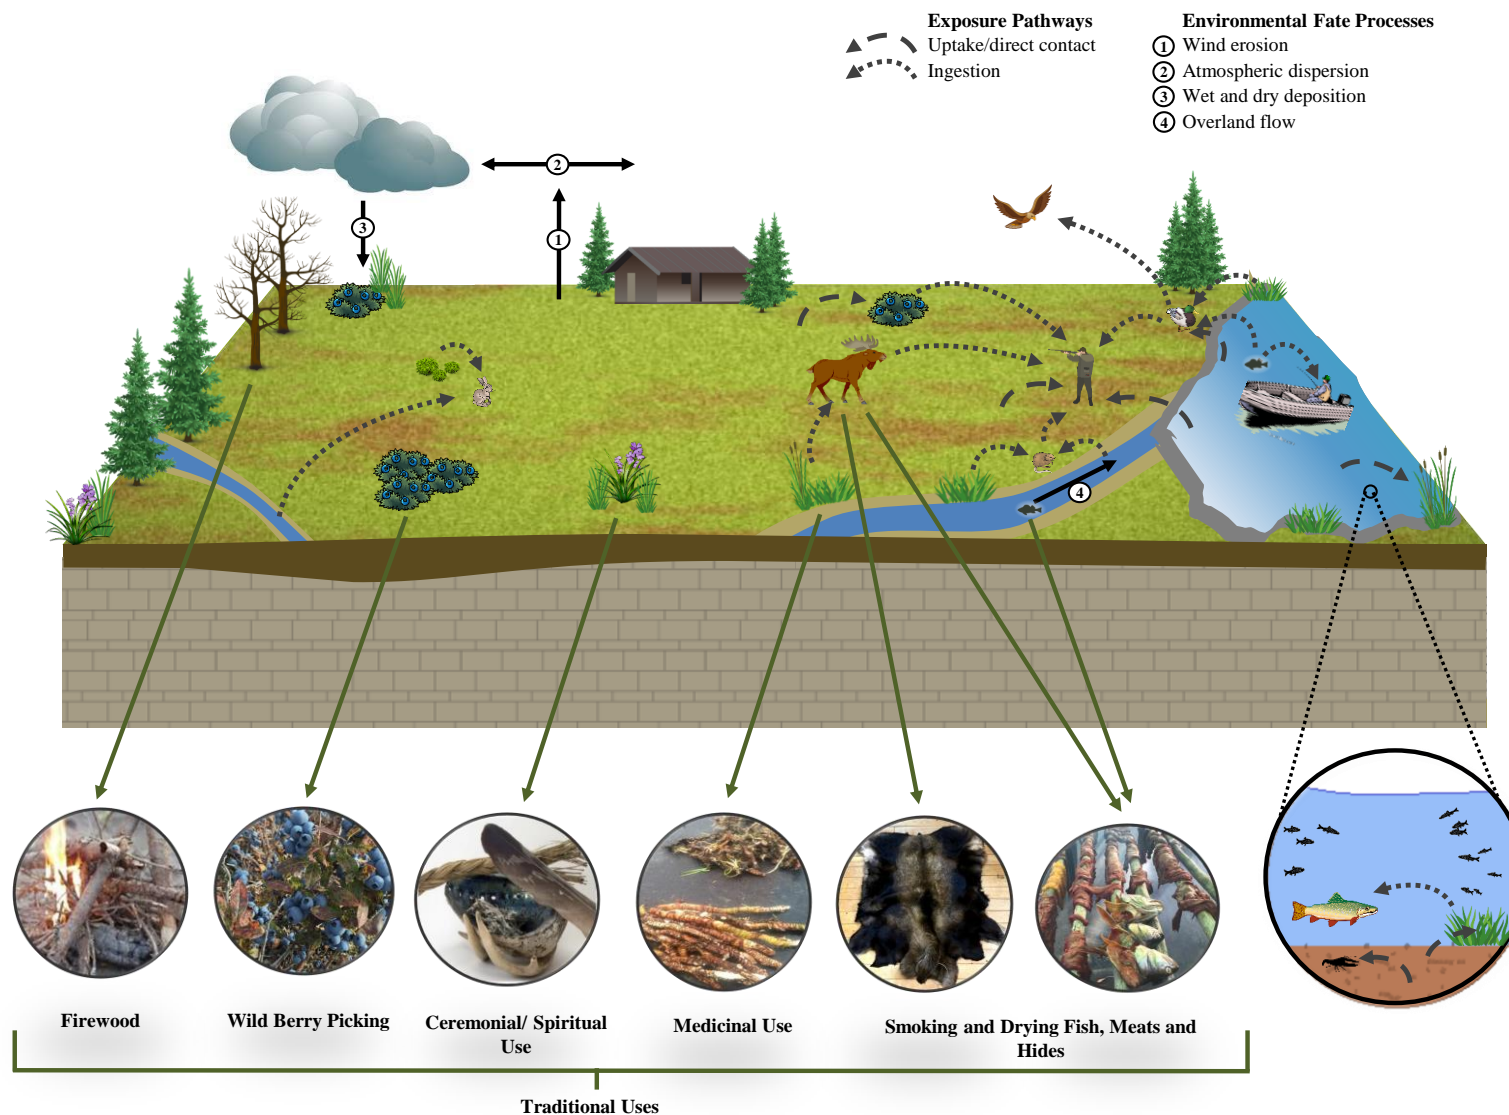 Exposure Pathways
Uptake/direct contact
Ingestion
Environmental Fate Processes
1 Wind erosion
2 Atmospheric dispersion
3 Wet and dry deposition
4 Overland flow
2
3
1
4
Firewood
Wild Berry Picking
Ceremonial/ Spiritual
Use
Medicinal Use
Smoking and Drying Fish, Meats and
Hides
Traditional Uses